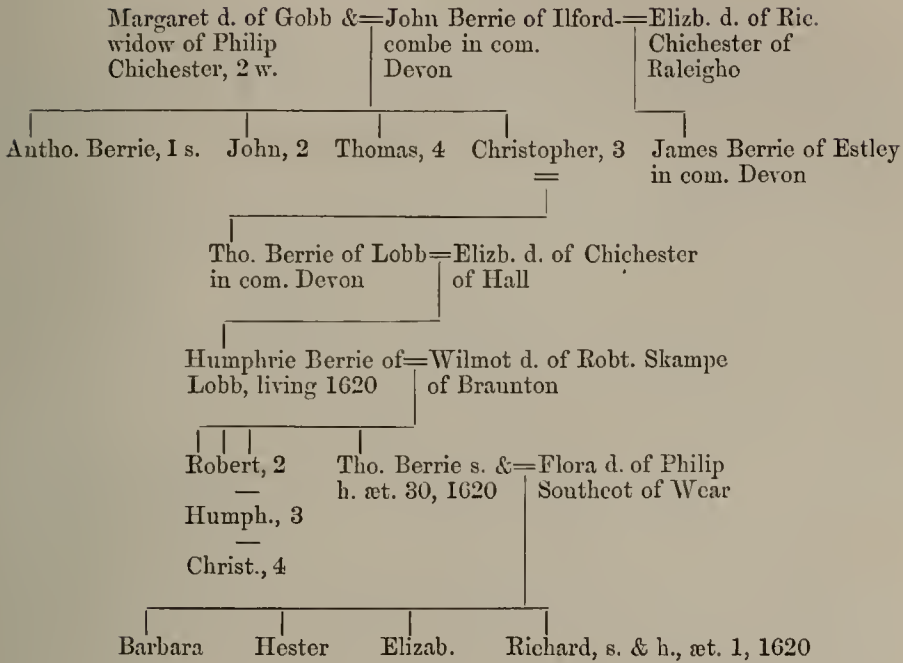 Margaret d. of Gobb &=John Berrie of Ilford-=Elizb. d. of Ric.
widow of Philip combe in com. Chichester of
Chichester, 2 w. Devon Raleigho
Antho. Berrie, 1 s. John, 2 Thomas, 4 Christopher, 3 James Berrie of Estley
in com. Devon
=
Tho. Berrie of Lobb=Elizb. d. of Chichester
in com. Devon of Hall
Humphrie Berrie of=Wilmot d. of Robt. Skampe
Lobb, living 1620 of Braunton
Robert, 2 Tho. Berrie s. &=Flora d. of Philip
h. æt. 30, 1620 Southcot of Wear
—
Humph., 3
—
Christ., 4
Barbara Hester Elizab. Richard, s. & h., æt. 1, 1620